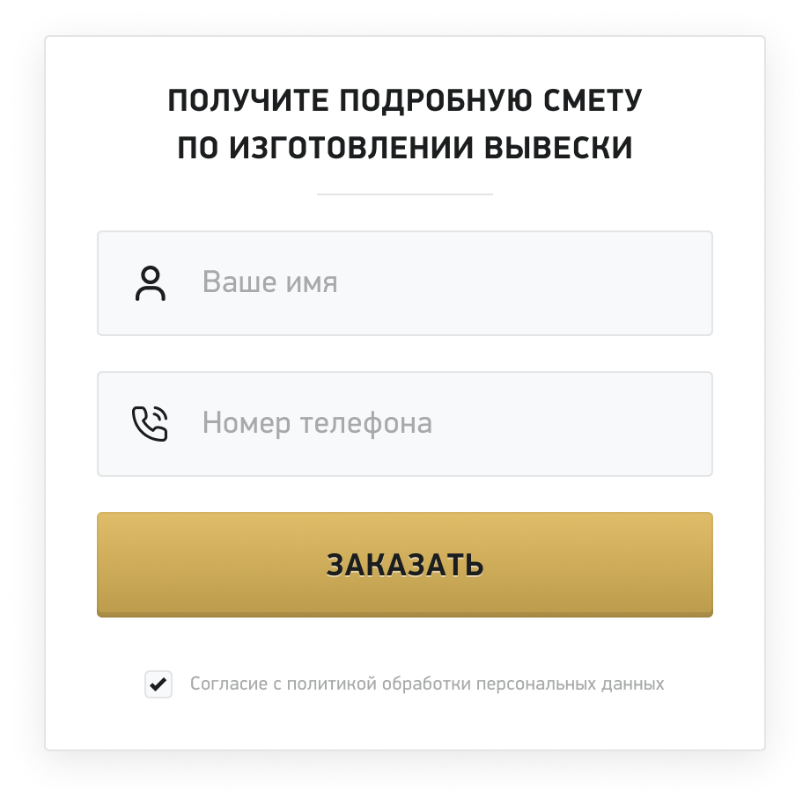 ПОЛУЧИТЕ ПОДРОБНУЮ СМЕТУ
ПО ИЗГОТОВЛЕНИИ ВЫВЕСКИ
Ваше имя
Номер телефона
ЗАКАЗАТЬ
Согласие с политикой обработки персональных данных